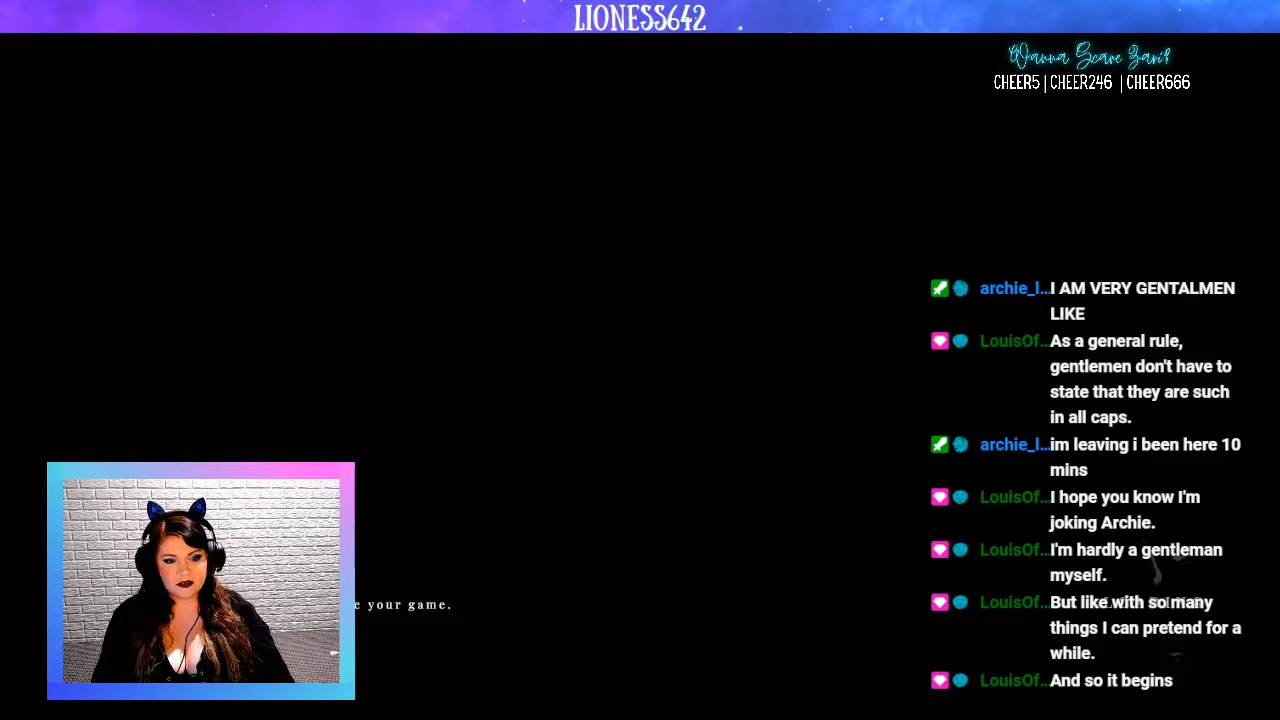 LIONESS642
Wanna Scare Zari?
CHEER5 | CHEER246 | CHEER666
archie_l... I AM VERY GENTALMEN
LIKE
LouisOf... As a general rule,
gentlemen don't have to
state that they are such
in all caps.
archie_l... im leaving i been here 10
mins
LouisOf... I hope you know I'm
joking Archie.
LouisOf... I'm hardly a gentleman
myself.
LouisOf... But like with so many
things I can pretend for a
while.
LouisOf... And so it begins
e your game.